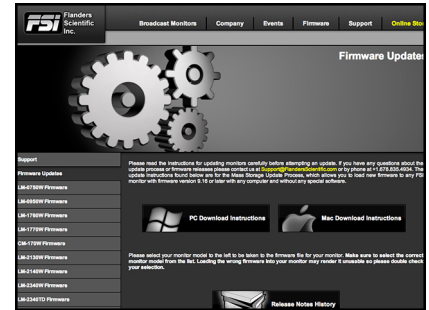 FSI Flanders
Scientific
Inc.
Broadcast Monitors Company Events Firmware Support Online Sto
Firmware Updates
Support
Firmware Updates
LM-0750W Firmware
LM-0950W Firmware
LM-1760W Firmware
LM-1770W Firmware
CM-170W Firmware
LM-2130W Firmware
LM-2140W Firmware
LM-2340W Firmware
LM-2340TD Firmware
Please read the instructions for updating monitors carefully before attempting an update. If you have any questions about the
update process or firmware releases please contact us at Support@FlandersScientific.com or by phone at +1.678.835.4934. The
update instructions found below are for the Mass Storage Update Process, which allows you to load new firmware to any FSI
monitor with firmware version 9.16 or later with any computer and without any special software.
PC Download Instructions
Mac Download Instructions
Please select your monitor model to the left to be taken to the firmware file for your monitor. Make sure to select the correct
monitor model from the list. Loading the wrong firmware into your monitor may render it unusable so please double check
your selection.
Release Notes History